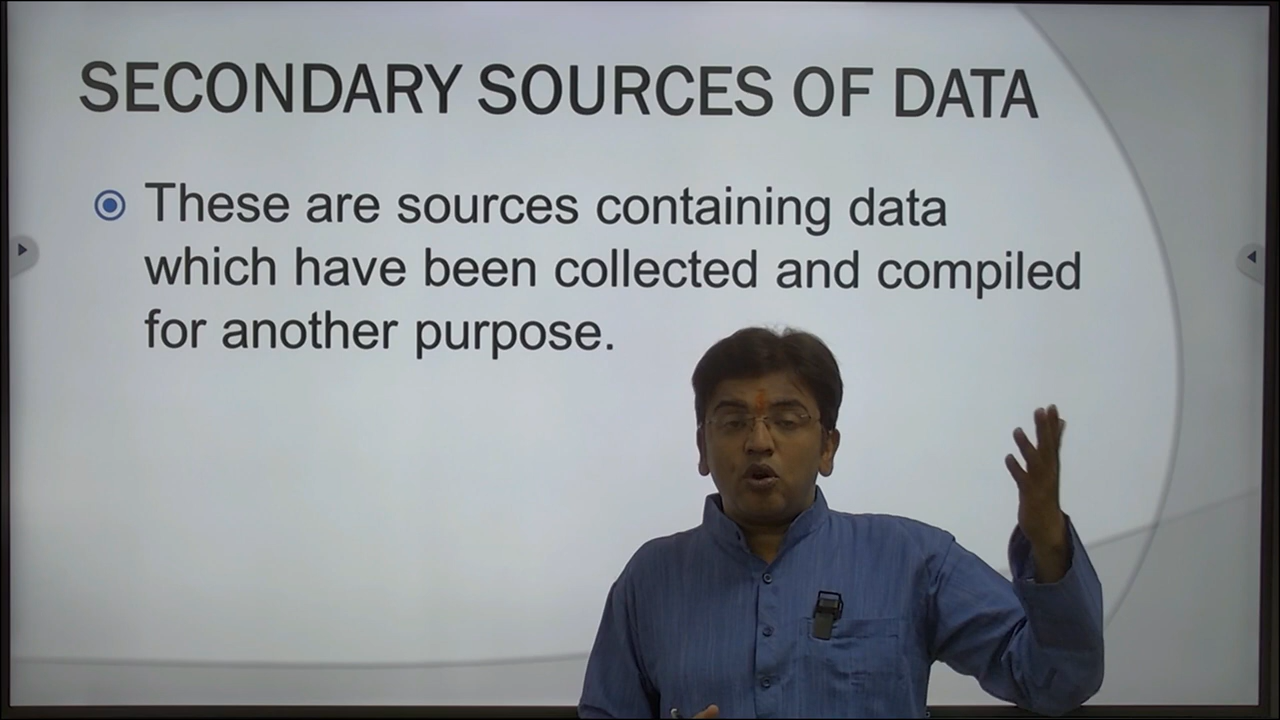 SECONDARY SOURCES OF DATA
These are sources containing data
which have been collected and compiled
for another purpose.